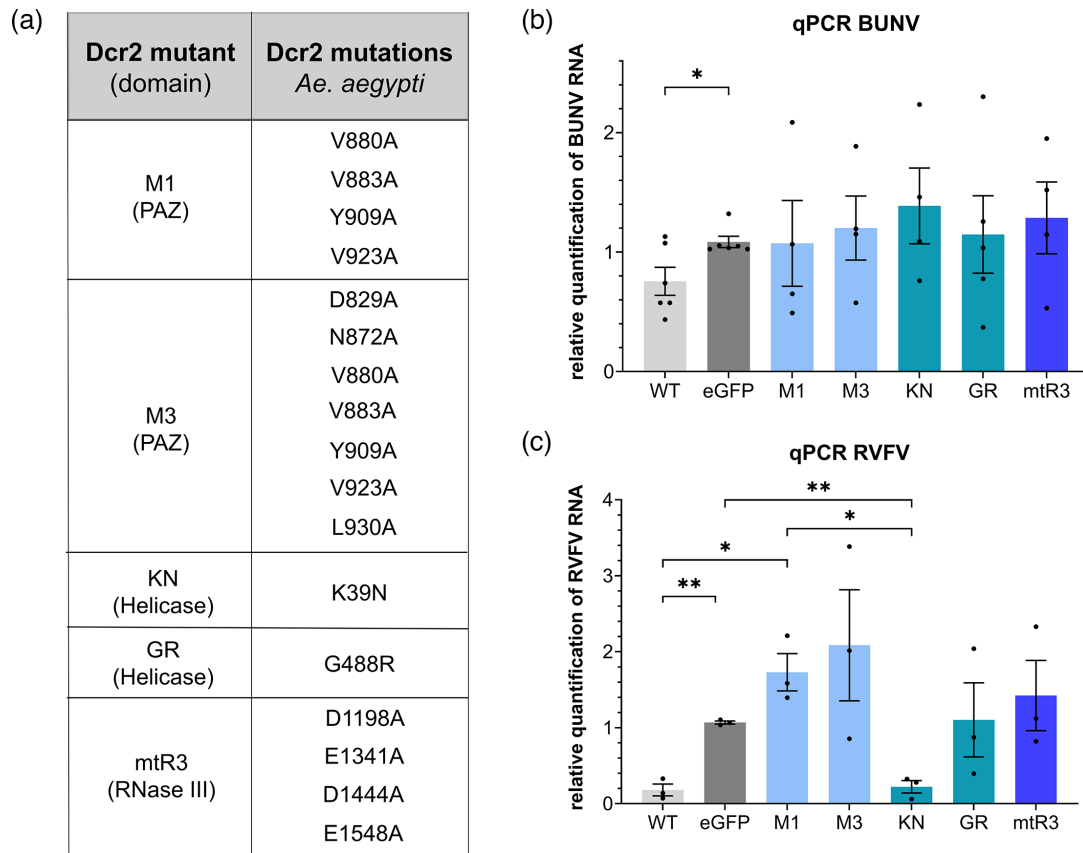 (a)
Dcr2 mutant
(domain)
Dcr2 mutations
Ae. aegypti
M1
(PAZ)
V880A
V883A
Y909A
V923A
M3
(PAZ)
D829A
N872A
V880A
V883A
Y909A
V923A
L930A
KN
(Helicase)
K39N
GR
(Helicase)
G488R
mtR3
(RNase III)
D1198A
E1341A
D1444A
E1548A
(b)
qPCR BUNV
relative quantification of BUNV RNA
2
1
0
*
WT eGFP M1 M3 KN GR mtR3
(c)
qPCR RVFV
relative quantification of RVFV RNA
4
3
2
1
0
**
*
*
**
WT eGFP M1 M3 KN GR mtR3